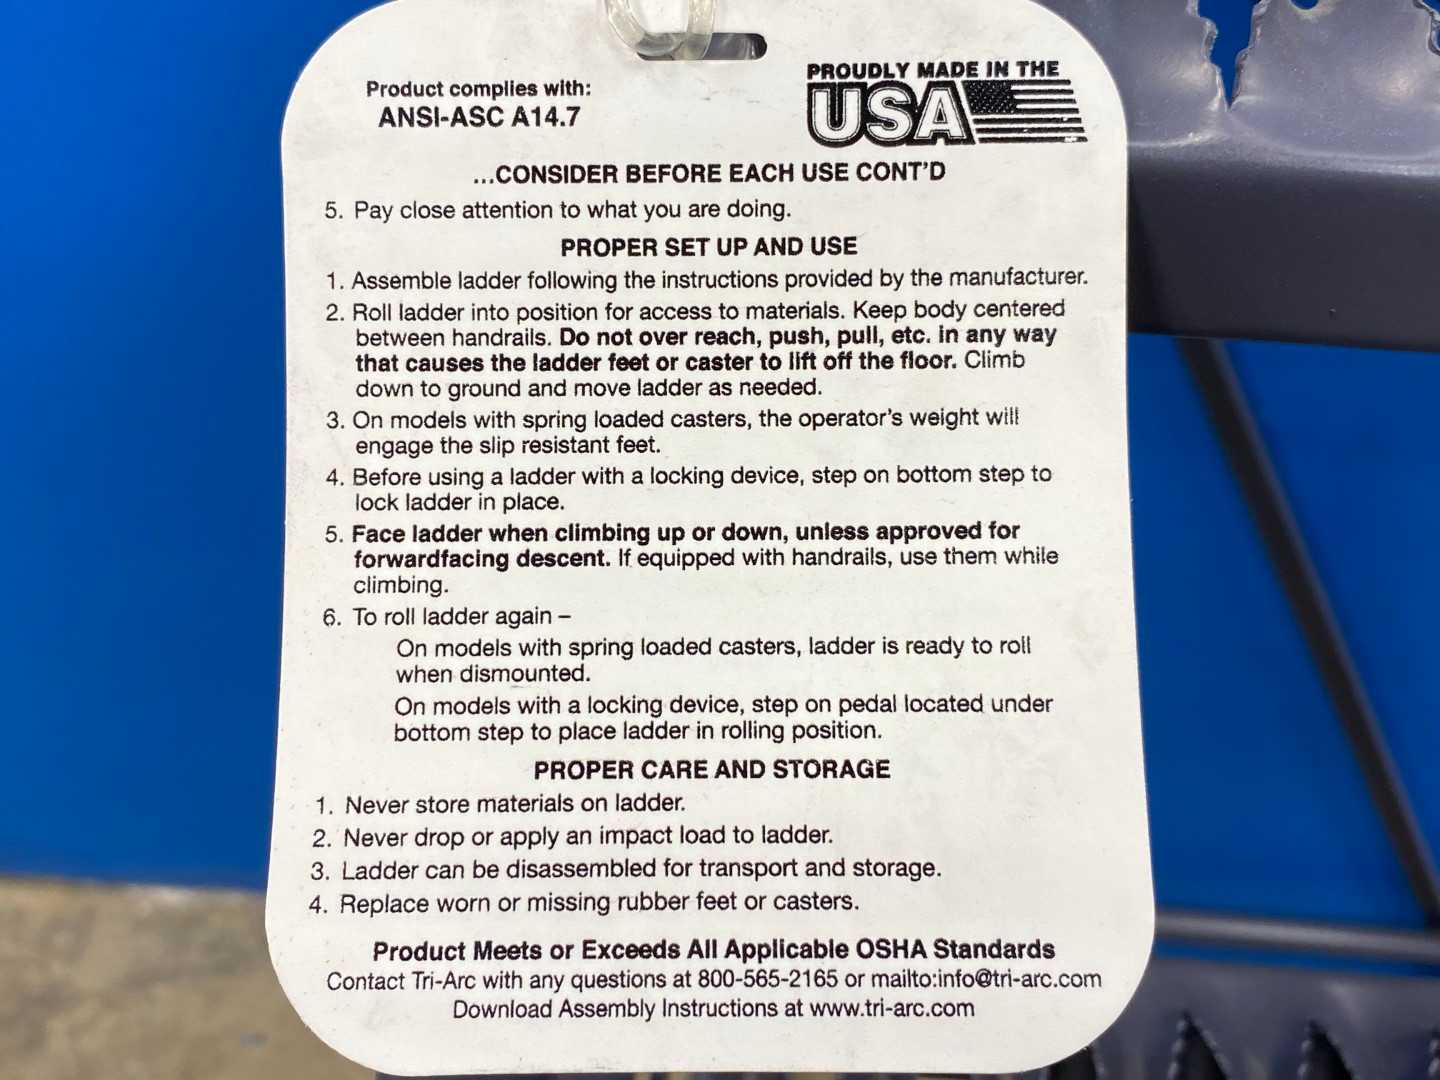 Product complies with:
ANSI-ASC A14.7
PROUDLY MADE IN THE
USA
...CONSIDER BEFORE EACH USE CONT'D
5. Pay close attention to what you are doing.
PROPER SET UP AND USE
1. Assemble ladder following the instructions provided by the manufacturer.
2. Roll ladder into position for access to materials. Keep body centered
between handrails. Do not over reach, push, pull, etc. in any way
that causes the ladder feet or caster to lift off the floor. Climb
down to ground and move ladder as needed.
3. On models with spring loaded casters, the operator's weight will
engage the slip resistant feet.
4. Before using a ladder with a locking device, step on bottom step to
lock ladder in place.
5. Face ladder when climbing up or down, unless approved for
forwardfacing descent. If equipped with handrails, use them while
climbing.
6. To roll ladder again –
On models with spring loaded casters, ladder is ready to roll
when dismounted.
On models with a locking device, step on pedal located under
bottom step to place ladder in rolling position.
PROPER CARE AND STORAGE
1. Never store materials on ladder.
2. Never drop or apply an impact load to ladder.
3. Ladder can be disassembled for transport and storage.
4. Replace worn or missing rubber feet or casters.
Product Meets or Exceeds All Applicable OSHA Standards
Contact Tri-Arc with any questions at 800-565-2165 or mailto:info@tri-arc.com
Download Assembly Instructions at www.tri-arc.com